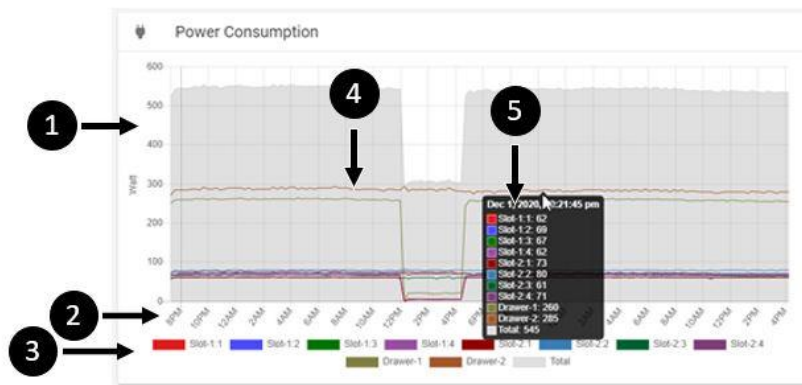 Power Consumption
600
500
400
300
200
100
0
Watt
1
2
3
4
5
8PM 10PM 12AM 2AM 4AM 6AM 8AM 10AM 12PM 2PM 4PM 6PM 2PM 4PM
Dec 1, 2020, 0:21:45 pm
Slot-1:1: 62
Slot-1:2: 69
Slot-1:3: 67
Slot-1:4: 62
Slot-2:1: 73
Slot-2:2: 80
Slot-2:3: 61
Slot-2:4: 71
Drawer-1: 260
Drawer-2: 285
Total: 545
Slot-1:1 Slot-1:2 Slot-1:3 Slot-1:4 Slot-2:1 Slot-2:2 Slot-2:3 Slot-2:4
Drawer-1 Drawer-2 Total